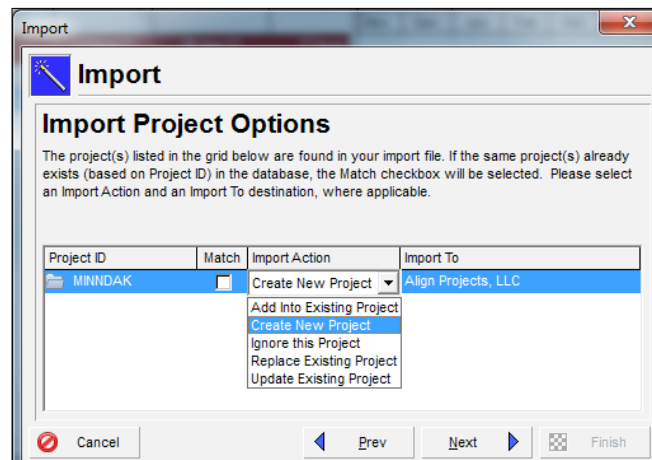 Import
Import
Import Project Options
The project(s) listed in the grid below are found in your import file. If the same project(s) already
exists (based on Project ID) in the database, the Match checkbox will be selected.  Please select
an Import Action and an Import To destination, where applicable.
Project ID Match Import Action Import To
MINNDAK Create New Project Align Projects, LLC
Add Into Existing Project
Create New Project
Ignore this Project
Replace Existing Project
Update Existing Project
Cancel Prev Next Finish